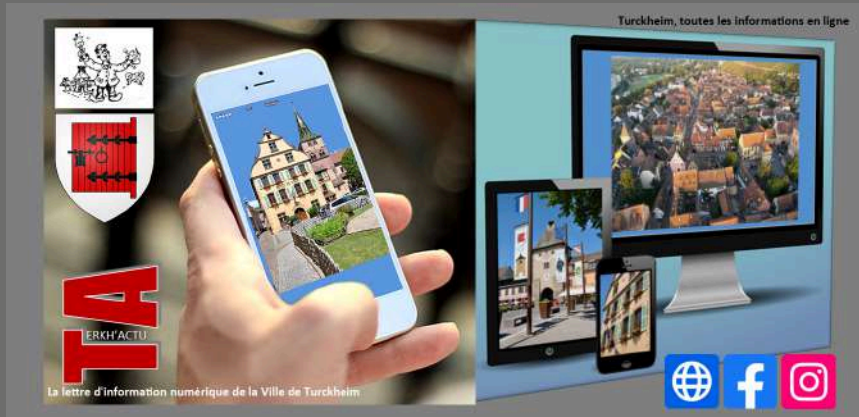 Turckheim, toutes les informations en ligne
TA
ERKH'ACTU
La lettre d'information numérique de la Ville de Turckheim